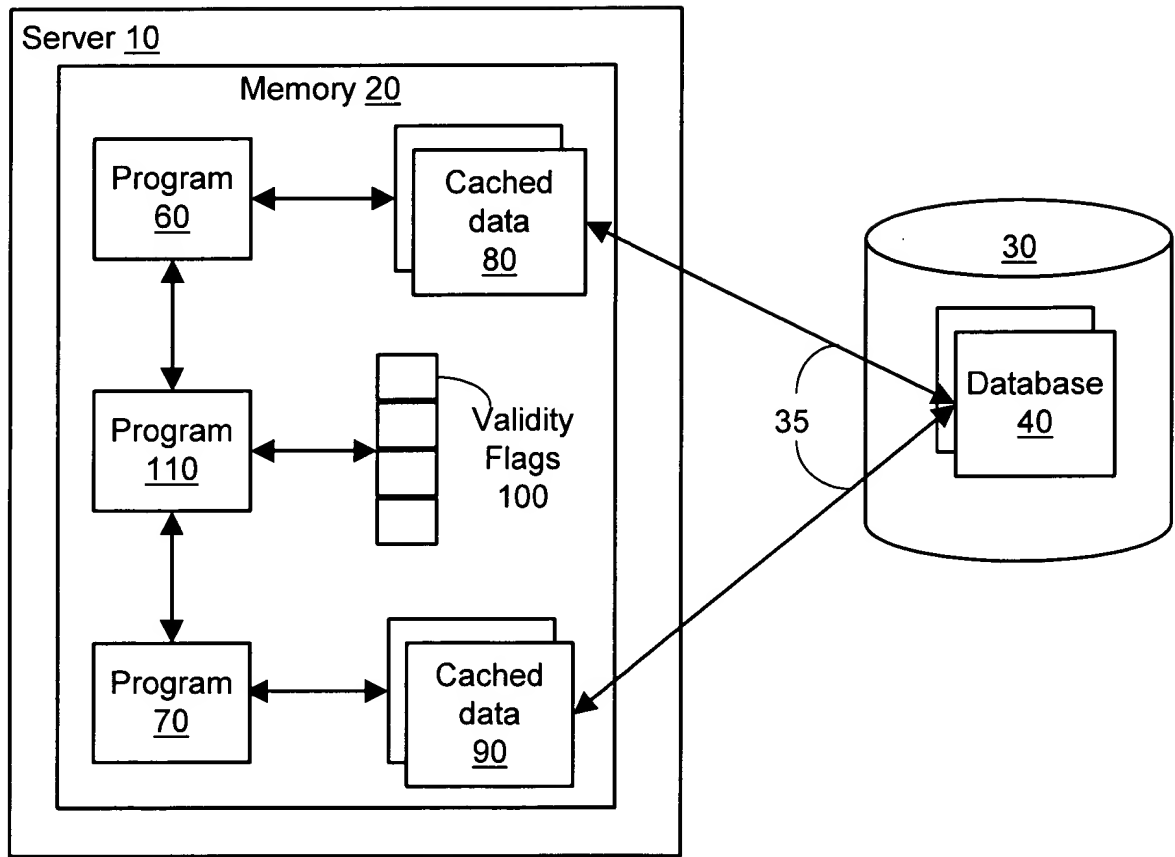 Server 10
Memory 20
Program
60
Cached
data
80
30
Database
40
35
Program
110
Validity
Flags
100
Program
70
Cached
data
90